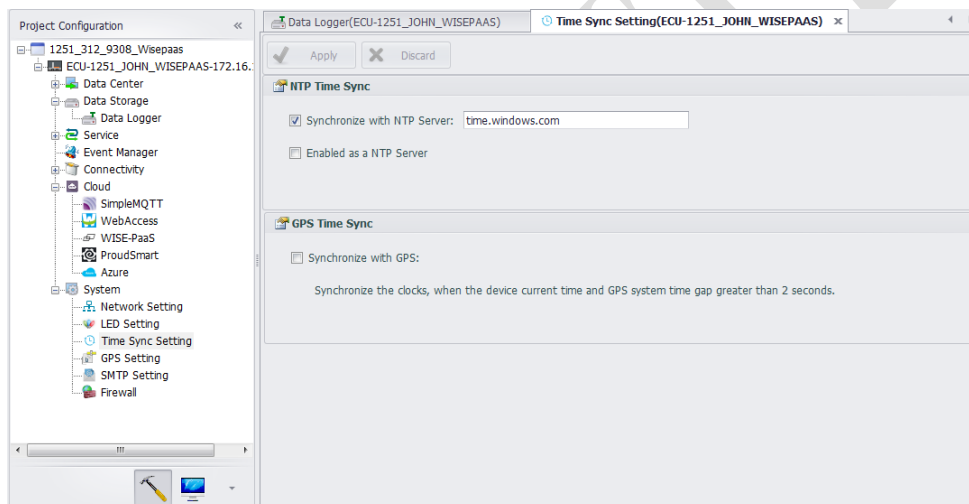 Project Configuration
1251_312_9308_Wisepaas
ECU-1251_JOHN_WISEPAAS-172.16.
Data Center
Data Storage
Data Logger
Service
Event Manager
Connectivity
Cloud
SimpleMQTT
WebAccess
WISE-PaaS
ProudSmart
Azure
System
Network Setting
LED Setting
Time Sync Setting
GPS Setting
SMTP Setting
Firewall
Data Logger(ECU-1251_JOHN_WISEPAAS)
Time Sync Setting(ECU-1251_JOHN_WISEPAAS)
Apply
Discard
NTP Time Sync
Synchronize with NTP Server: time.windows.com
Enabled as a NTP Server
GPS Time Sync
Synchronize with GPS:
Synchronize the clocks, when the device current time and GPS system time gap greater than 2 seconds.